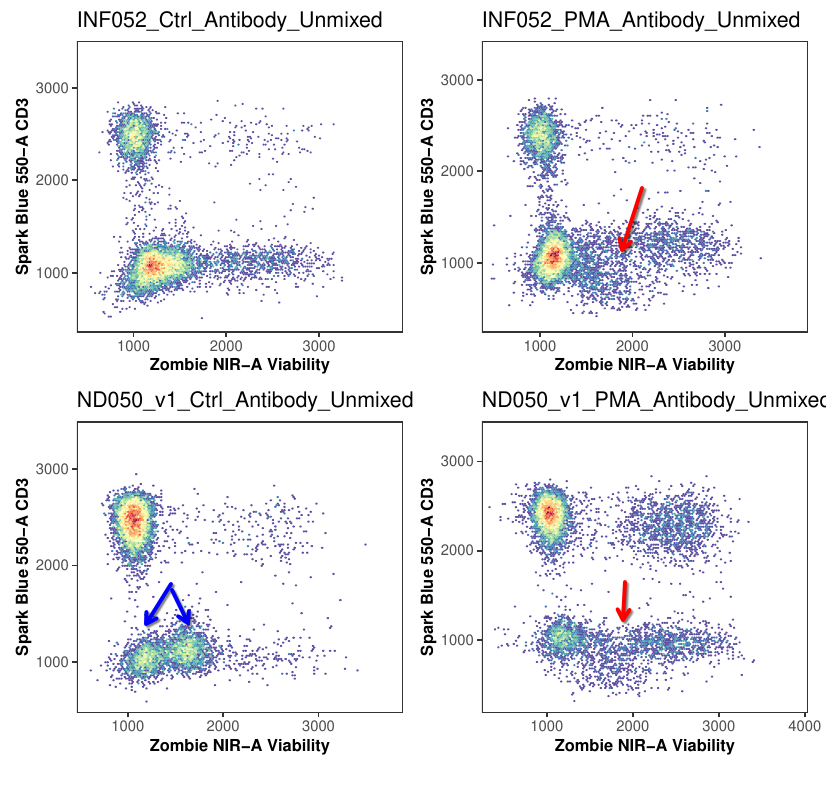 INF052_Ctrl_Antibody_Unmixed
3000
2000
1000
Spark Blue 550−A CD3
1000
2000
3000
Zombie NIR−A Viability
INF052_PMA_Antibody_Unmixed
3000
2000
1000
Spark Blue 550−A CD3
1000
2000
3000
Zombie NIR−A Viability
ND050_v1_Ctrl_Antibody_Unmixed
3000
2000
1000
Spark Blue 550−A CD3
1000
2000
3000
Zombie NIR−A Viability
ND050_v1_PMA_Antibody_Unmixed
3000
2000
1000
Spark Blue 550−A CD3
1000
2000
3000
4000
Zombie NIR−A Viability